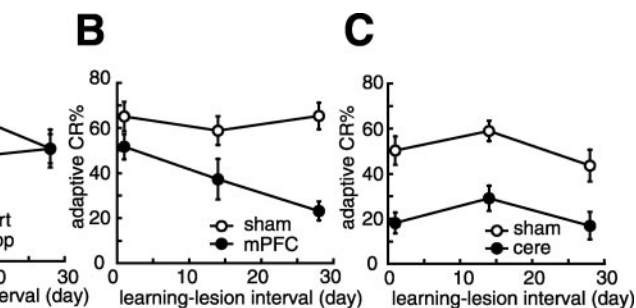 B
C
80
60
40
20
0
adaptive CR%
sham
mPFC
0 10 20 30
learning-lesion interval (day)
80
60
40
20
0
adaptive CR%
sham
cere
0 10 20 30
learning-lesion interval (day)
rt
op
0 30
erval (day)